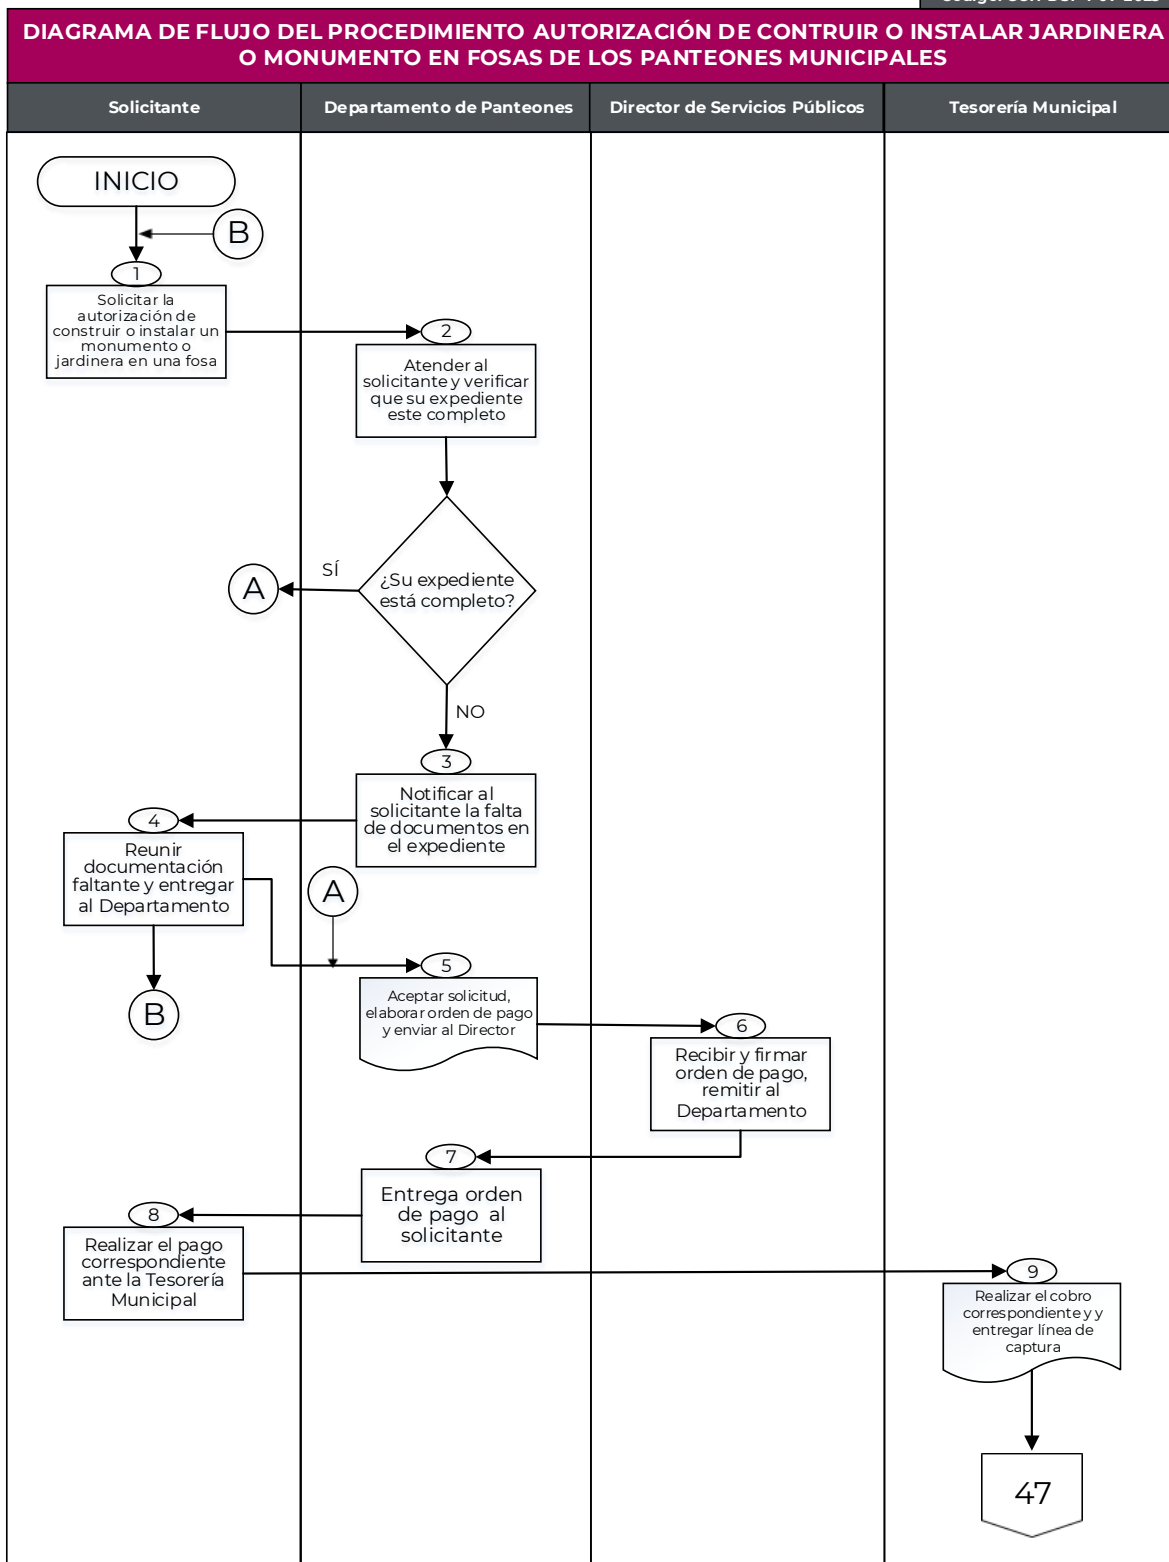 DIAGRAMA DE FLUJO DEL PROCEDIMIENTO AUTORIZACIÓN DE CONTRUIR O INSTALAR JARDINERA
O MONUMENTO EN FOSAS DE LOS PANTEONES MUNICIPALES
Solicitante
Departamento de Panteones
Director de Servicios Públicos
Tesorería Municipal
INICIO
B
1
Solicitar la
autorización de
construir o instalar un
monumento o
jardinera en una fosa
2
Atender al
solicitante y verificar
que su expediente
este completo
¿Su expediente
está completo?
SÍ
A
NO
3
Notificar al
solicitante la falta
de documentos en
el expediente
4
Reunir
documentación
faltante y entregar
al Departamento
A
B
5
Aceptar solicitud,
elaborar orden de pago
y enviar al Director
6
Recibir y firmar
orden de pago,
remitir al
Departamento
7
Entrega orden
de pago al
solicitante
8
Realizar el pago
correspondiente
ante la Tesorería
Municipal
9
Realizar el cobro
correspondiente y y
entregar línea de
captura
47